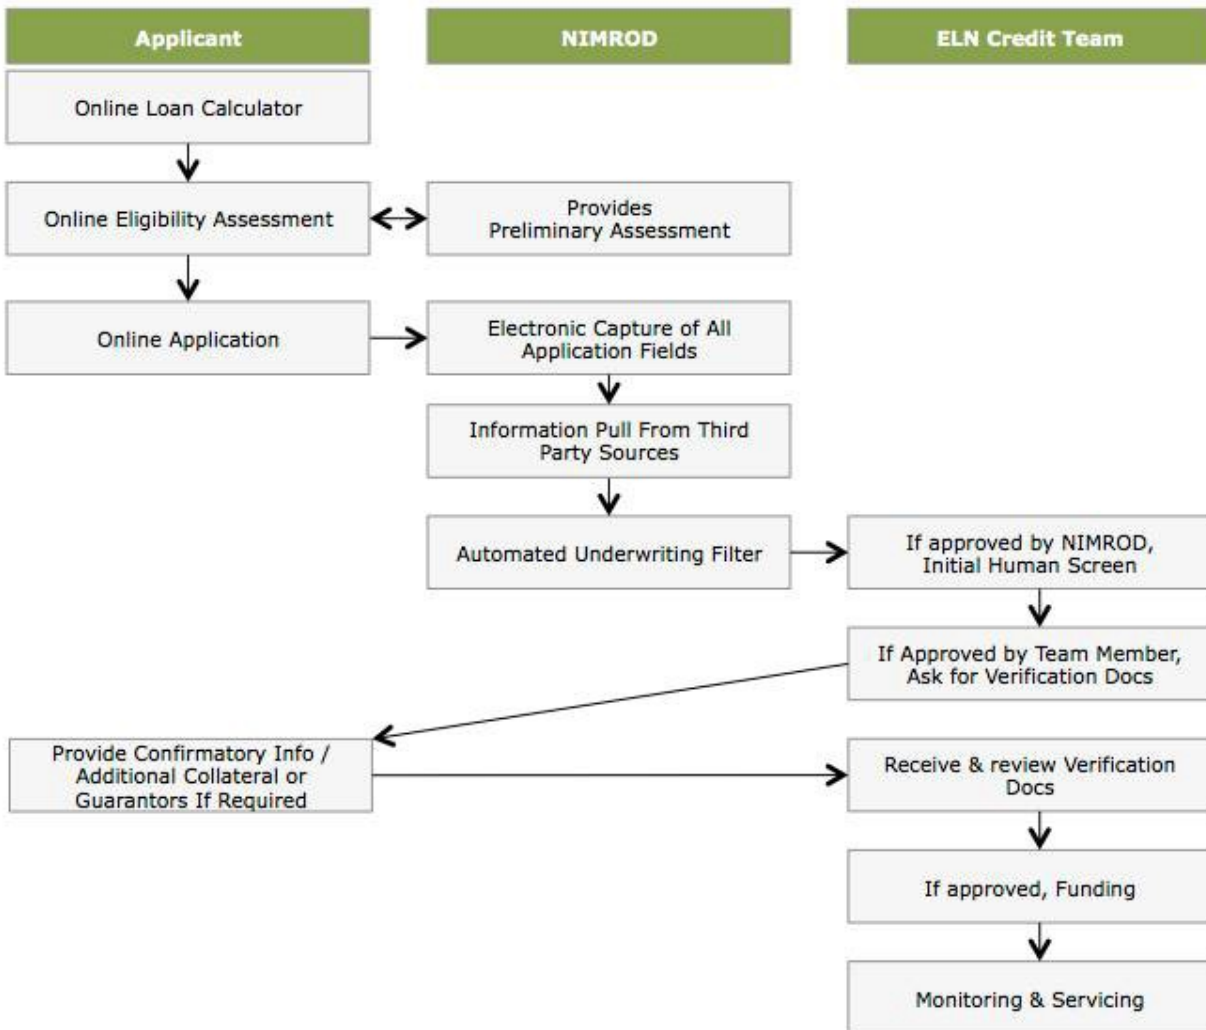 Applicant
NIMROD
ELN Credit Team
Online Loan Calculator
Online Eligibility Assessment
Provides
Preliminary Assessment
Online Application
Electronic Capture of All
Application Fields
Information Pull From Third
Party Sources
Automated Underwriting Filter
If approved by NIMROD,
Initial Human Screen
If Approved by Team Member,
Ask for Verification Docs
Provide Confirmatory Info /
Additional Collateral or
Guarantors If Required
Receive & review Verification
Docs
If approved, Funding
Monitoring & Servicing